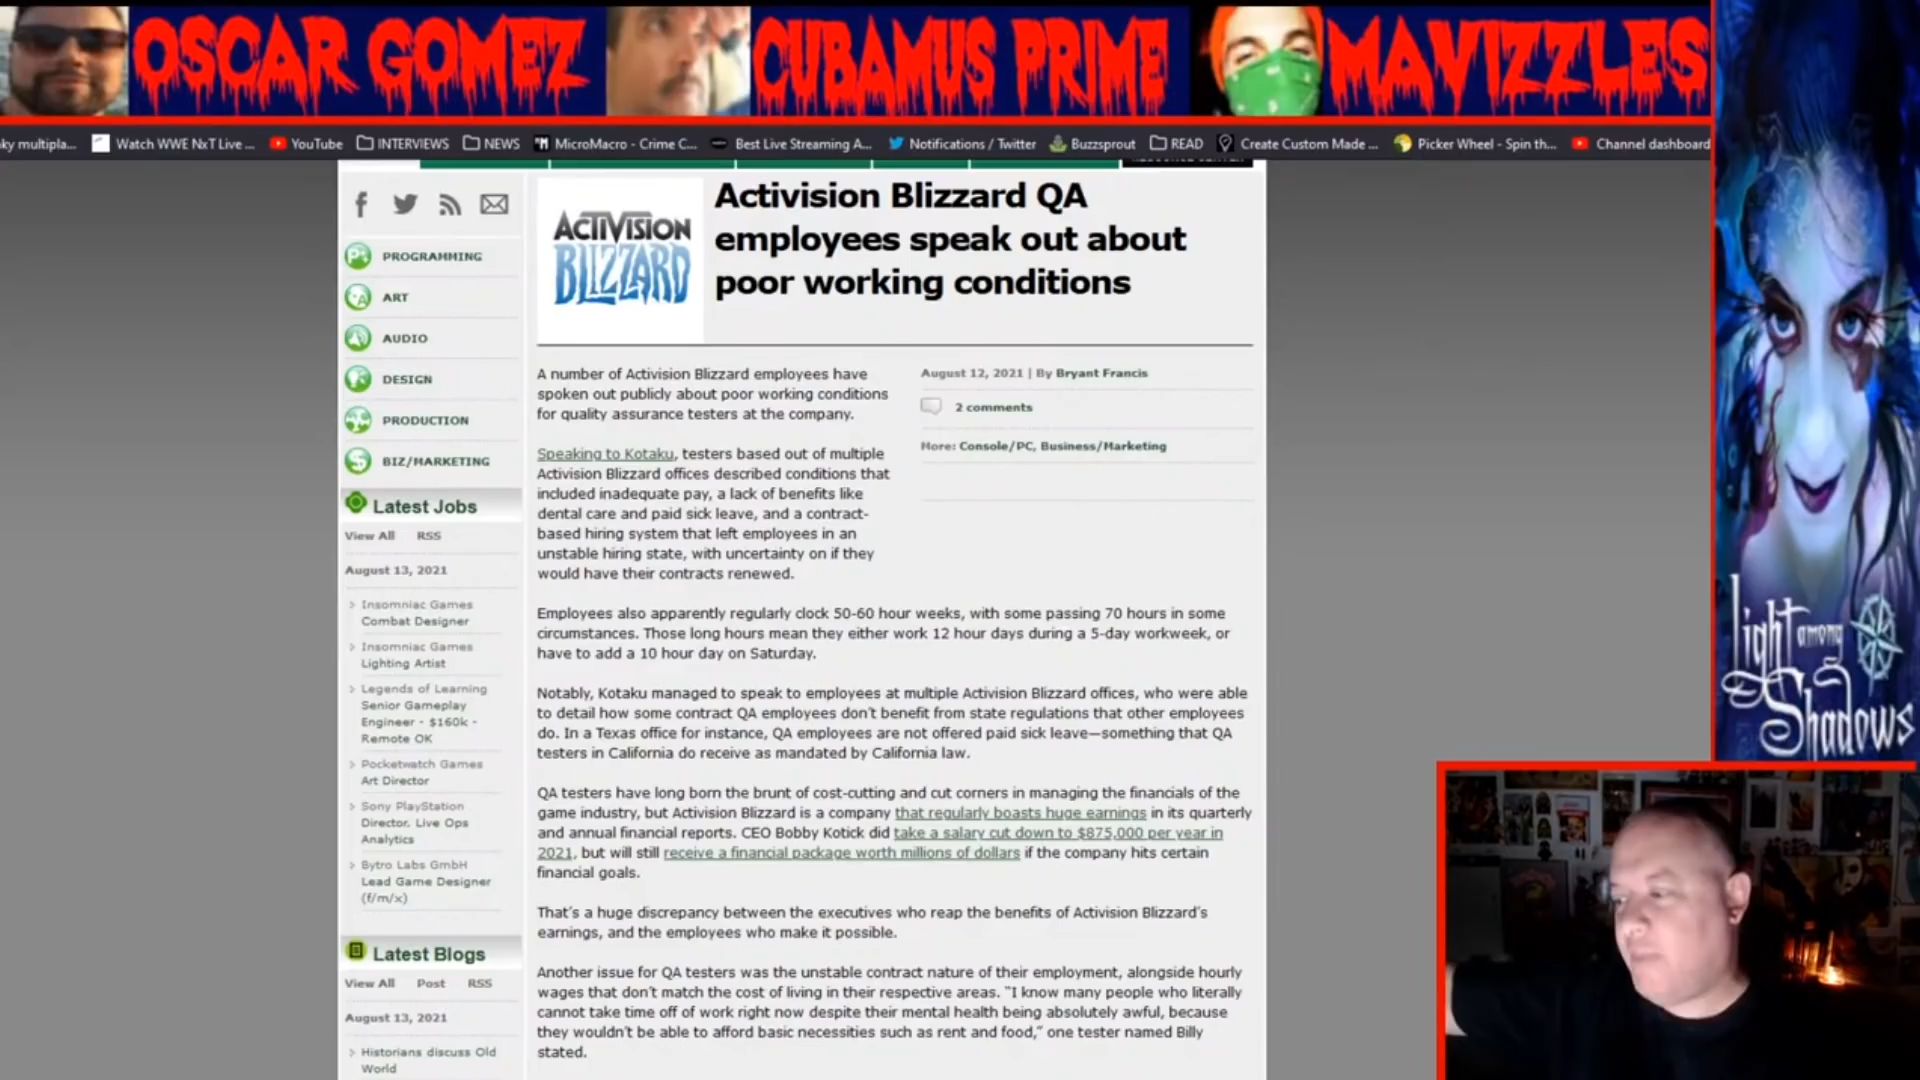 OSCAR GOMEZ
CUBAMUS PRIME
MAVIZZLES
ky multipla...
Watch WWE NxT Live ...
YouTube
INTERVIEWS
NEWS
MicroMacro - Crime C...
Best Live Streaming A...
Notifications / Twitter
Buzzsprout
READ
Create Custom Made ...
Picker Wheel - Spin th...
Channel dashboard
PROGRAMMING
ART
AUDIO
DESIGN
PRODUCTION
BIZ/MARKETING
Latest Jobs
View All RSS
August 13, 2021
Insomniac Games
Combat Designer
Insomniac Games
Lighting Artist
Legends of Learning
Senior Gameplay
Engineer - $160k -
Remote OK
Pocketwatch Games
Art Director
Sony PlayStation
Director, Live Ops
Analytics
Bytro Labs GmbH
Lead Game Designer
(f/m/x)
Latest Blogs
View All Post RSS
August 13, 2021
Historians discuss Old
World
ACTIVISION
BLIZZARD
Activision Blizzard QA
employees speak out about
poor working conditions
August 12, 2021 | By Bryant Francis
2 comments
More: Console/PC, Business/Marketing
A number of Activision Blizzard employees have
spoken out publicly about poor working conditions
for quality assurance testers at the company.
Speaking to Kotaku, testers based out of multiple
Activision Blizzard offices described conditions that
included inadequate pay, a lack of benefits like
dental care and paid sick leave, and a contract-
based hiring system that left employees in an
unstable hiring state, with uncertainty on if they
would have their contracts renewed.
Employees also apparently regularly clock 50-60 hour weeks, with some passing 70 hours in some
circumstances. Those long hours mean they either work 12 hour days during a 5-day workweek, or
have to add a 10 hour day on Saturday.
Notably, Kotaku managed to speak to employees at multiple Activision Blizzard offices, who were able
to detail how some contract QA employees don't benefit from state regulations that other employees
do. In a Texas office for instance, QA employees are not offered paid sick leave—something that QA
testers in California do receive as mandated by California law.
QA testers have long born the brunt of cost-cutting and cut corners in managing the financials of the
game industry, but Activision Blizzard is a company that regularly boasts huge earnings in its quarterly
and annual financial reports. CEO Bobby Kotick did take a salary cut down to $875,000 per year in
2021, but will still receive a financial package worth millions of dollars if the company hits certain
financial goals.
That's a huge discrepancy between the executives who reap the benefits of Activision Blizzard's
earnings, and the employees who make it possible.
Another issue for QA testers was the unstable contract nature of their employment, alongside hourly
wages that don't match the cost of living in their respective areas. "I know many people who literally
cannot take time off of work right now despite their mental health being absolutely awful, because
they wouldn't be able to afford basic necessities such as rent and food," one tester named Billy
stated.
Light among
Shadows